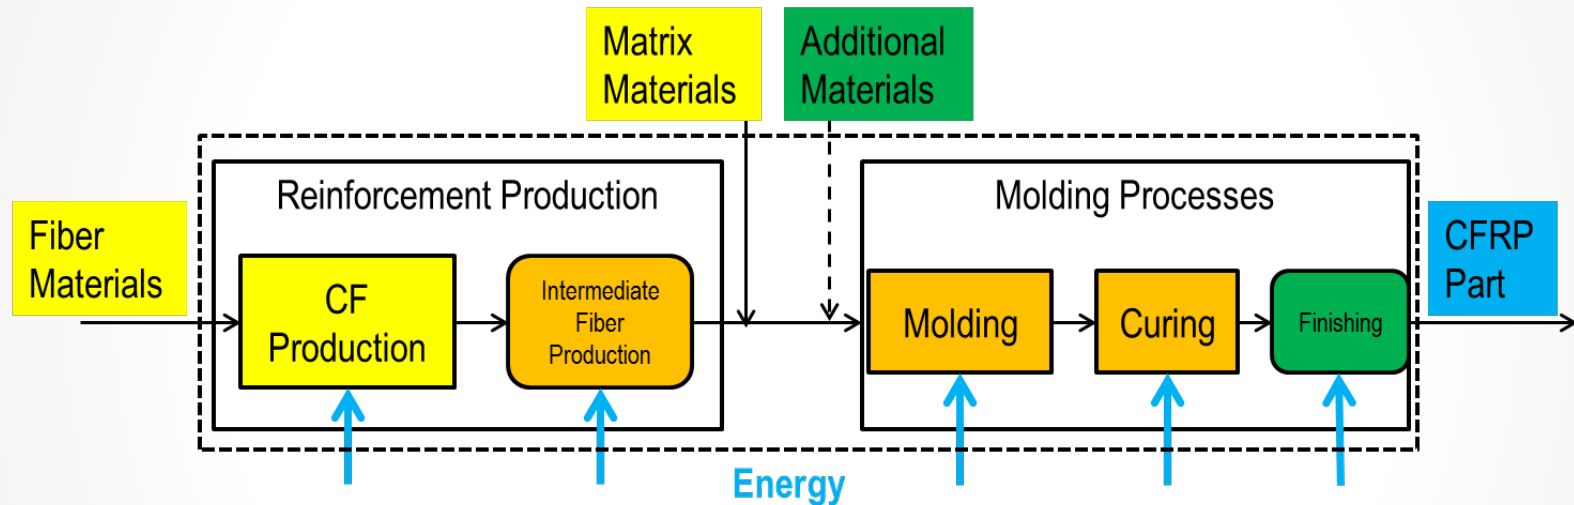 Matrix
Materials
Additional
Materials
Reinforcement Production
Molding Processes
Fiber
Materials
CF
Production
Intermediate
Fiber
Production
Molding
Curing
Finishing
CFRP
Part
Energy